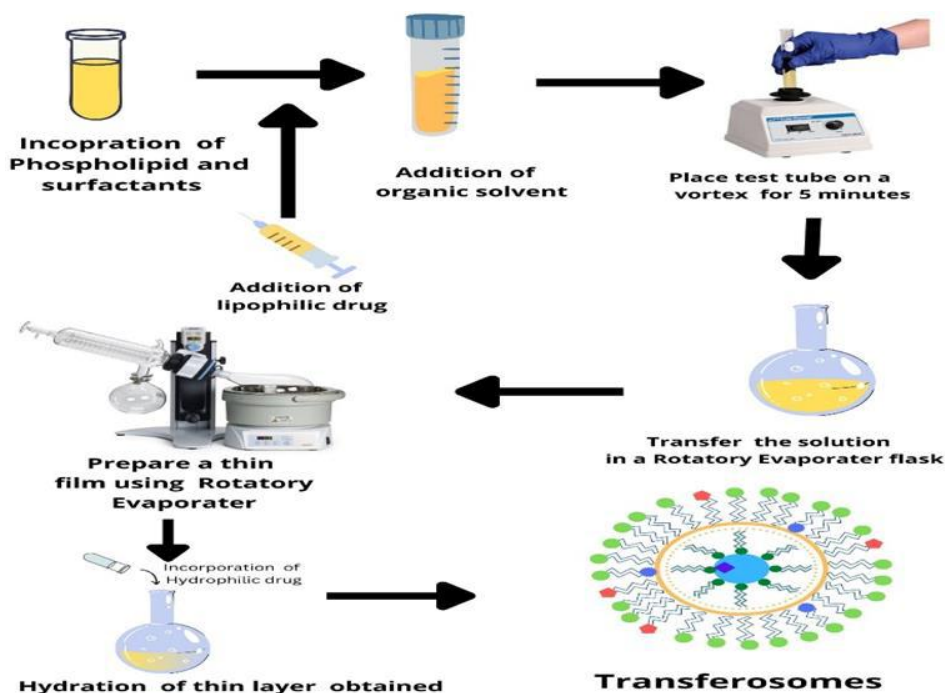 Incopration of
Phospholipid and
surfactants
Addition of
organic solvent
Place test tube on a
vortex for 5 minutes
Addition of
lipophilic drug
Transfer the solution
in a Rotatory Evaporater flask
Prepare a thin
film using Rotatory
Evaporater
Incorporation of
Hydrophilic drug
Hydration of thin layer obtained
Transferosomes